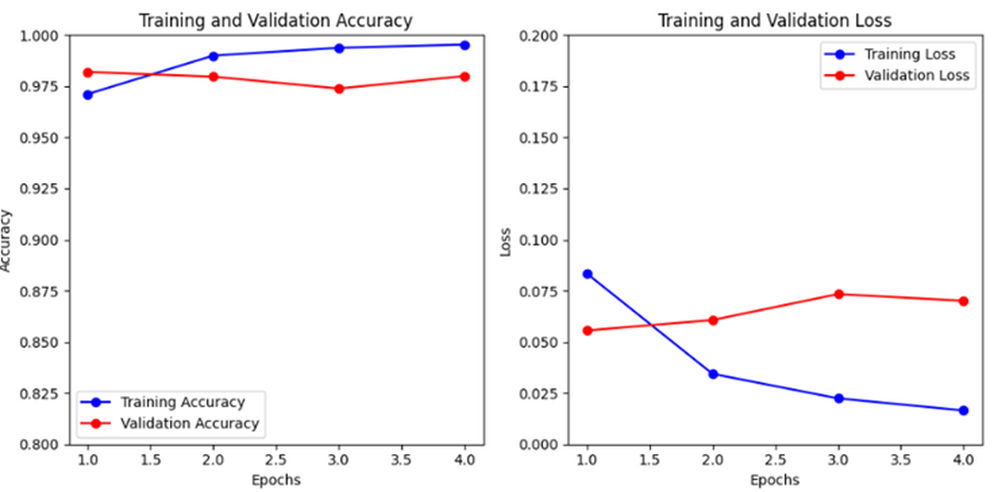 Training and Validation Accuracy
1.000
0.975
0.950
0.925
0.900
0.875
0.850
0.825
0.800
Accuracy
Training Accuracy
Validation Accuracy
1.0 1.5 2.0 2.5 3.0 3.5 4.0
Epochs
Training and Validation Loss
0.200
0.175
0.150
0.125
0.100
0.075
0.050
0.025
0.000
Loss
Training Loss
Validation Loss
1.0 1.5 2.0 2.5 3.0 3.5 4.0
Epochs